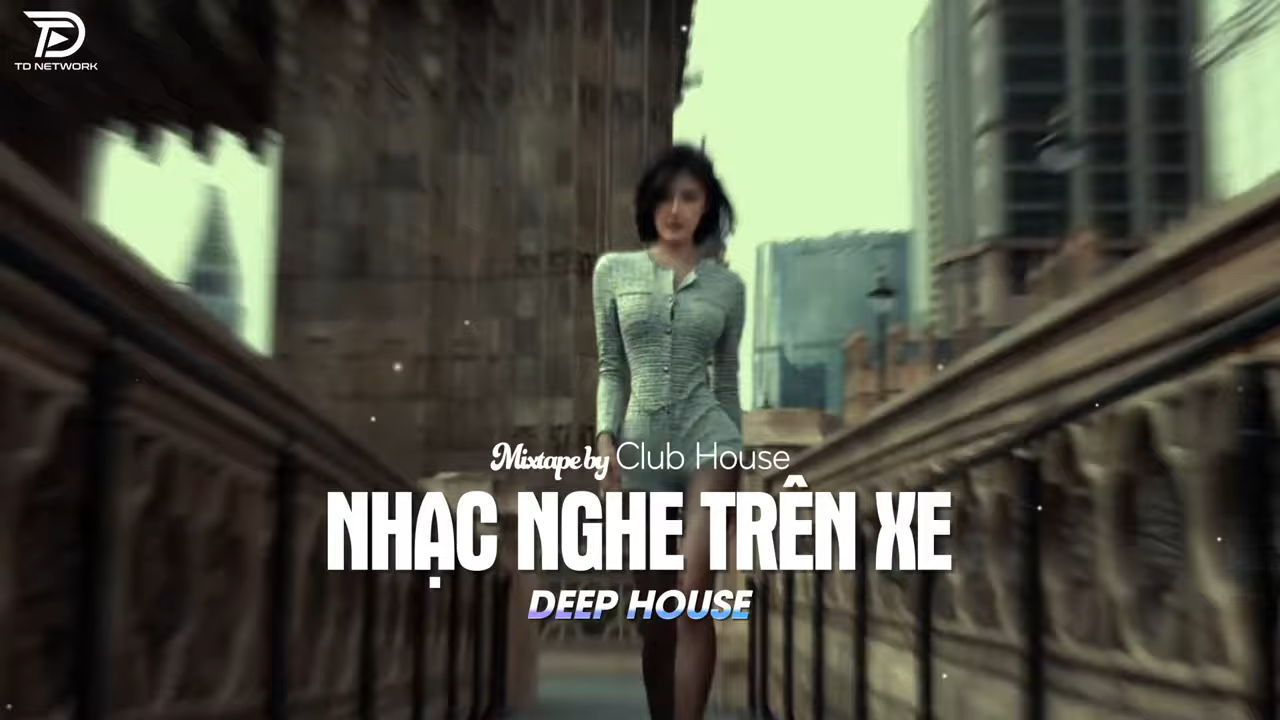 TD NETWORK
Mixtape by Club House
NHẠC NGHE TRÊN XE
DEEP HOUSE